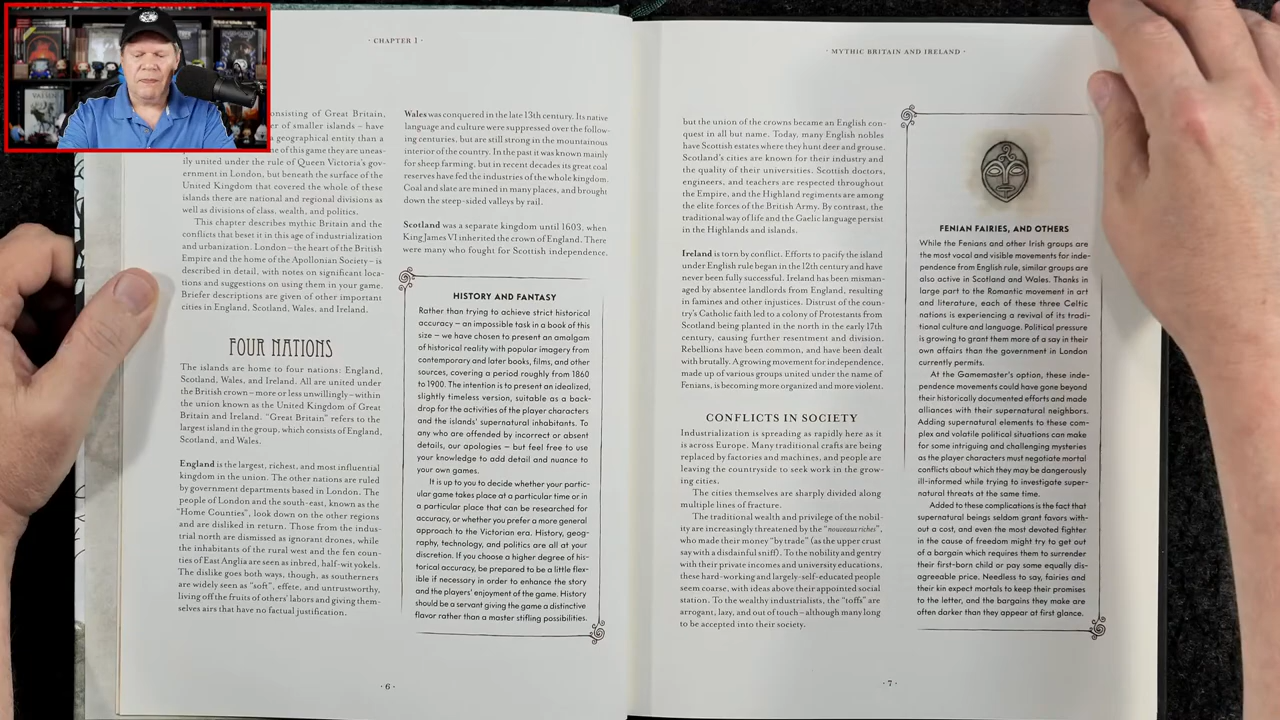 · CHAPTER 1 ·
onsisting of Great Britain,
er of smaller islands – have
geographical entity than a
me of this game they are uneas-
ily united under the rule of Queen Victoria's gov-
ernment in London, but beneath the surface of the
United Kingdom that covered the whole of these
islands there are national and regional divisions as
well as divisions of class, wealth, and politics.
This chapter describes mythic Britain and the
conflicts that beset it in this age of industrialization
and urbanization. London – the heart of the British
Empire and the home of the Apollonian Society – is
described in detail, with notes on significant loca-
tions and suggestions on using them in your game.
Briefer descriptions are given of other important
cities in England, Scotland, Wales, and Ireland.
FOUR NATIONS
The islands are home to four nations: England,
Scotland, Wales, and Ireland. All are united under
the British crown – more or less unwillingly – within
the union known as the United Kingdom of Great
Britain and Ireland. "Great Britain" refers to the
largest island in the group, which consists of England,
Scotland, and Wales.
England is the largest, richest, and most influential
kingdom in the union. The other nations are ruled
by government departments based in London. The
people of London and the south-east, known as the
"Home Counties", look down on the other regions
and are disliked in return. Those from the indus-
trial north are dismissed as ignorant drones, while
the inhabitants of the rural west and the fen coun-
ties of East Anglia are seen as inbred, half-wit yokels.
The dislike goes both ways, though, as southerners
are widely seen as "soft", effete, and untrustworthy,
living off the fruits of others' labors and giving them-
selves airs that have no factual justification.
Wales was conquered in the late 13th century. Its native
language and culture were suppressed over the follow-
ing centuries, but are still strong in the mountainous
interior of the country. In the past it was known mainly
for sheep farming, but in recent decades its great coal
reserves have fed the industries of the whole kingdom.
Coal and slate are mined in many places, and brought
down the steep-sided valleys by rail.
Scotland was a separate kingdom until 1603, when
King James VI inherited the crown of England. There
were many who fought for Scottish independence,
HISTORY AND FANTASY
Rather than trying to achieve strict historical
accuracy – an impossible task in a book of this
size – we have chosen to present an amalgam
of historical reality with popular imagery from
contemporary and later books, films, and other
sources, covering a period roughly from 1860
to 1900. The intention is to present an idealized,
slightly timeless version, suitable as a back-
drop for the activities of the player characters
and the islands' supernatural inhabitants. To
any who are offended by incorrect or absent
details, our apologies – but feel free to use
your knowledge to add detail and nuance to
your own games.
It is up to you to decide whether your partic-
ular game takes place at a particular time or in
a particular place that can be researched for
accuracy, or whether you prefer a more general
approach to the Victorian era. History, geog-
raphy, technology, and politics are all at your
discretion. If you choose a higher degree of his-
torical accuracy, be prepared to be a little flex-
ible if necessary in order to enhance the story
and the players' enjoyment of the game. History
should be a servant giving the game a distinctive
flavor rather than a master stifling possibilities.
· 6 ·
· MYTHIC BRITAIN AND IRELAND ·
but the union of the crowns became an English con-
quest in all but name. Today, many English nobles
have Scottish estates where they hunt deer and grouse.
Scotland's cities are known for their industry and
the quality of their universities. Scottish doctors,
engineers, and teachers are respected throughout
the Empire, and the Highland regiments are among
the elite forces of the British Army. By contrast, the
traditional way of life and the Gaelic language persist
in the Highlands and islands.
Ireland is torn by conflict. Efforts to pacify the island
under English rule began in the 12th century and have
never been fully successful. Ireland has been misman-
aged by absentee landlords from England, resulting
in famines and other injustices. Distrust of the coun-
try's Catholic faith led to a colony of Protestants from
Scotland being planted in the north in the early 17th
century, causing further resentment and division.
Rebellions have been common, and have been dealt
with brutally. A growing movement for independence,
made up of various groups united under the name of
Fenians, is becoming more organized and more violent.
CONFLICTS IN SOCIETY
Industrialization is spreading as rapidly here as it
is across Europe. Many traditional crafts are being
replaced by factories and machines, and people are
leaving the countryside to seek work in the grow-
ing cities.
The cities themselves are sharply divided along
multiple lines of fracture.
The traditional wealth and privilege of the nobil-
ity are increasingly threatened by the "nouveaux riches",
who made their money "by trade" (as the upper crust
say with a disdainful sniff). To the nobility and gentry
with their private incomes and university educations,
these hard-working and largely-self-educated people
seem coarse, with ideas above their appointed social
station. To the wealthy industrialists, the "toffs" are
arrogant, lazy, and out of touch – although many long
to be accepted into their society.
FENIAN FAIRIES, AND OTHERS
While the Fenians and other Irish groups are
the most vocal and visible movements for inde-
pendence from English rule, similar groups are
also active in Scotland and Wales. Thanks in
large part to the Romantic movement in art
and literature, each of these three Celtic
nations is experiencing a revival of its tradi-
tional culture and language. Political pressure
is growing to grant them more of a say in their
own affairs than the government in London
currently permits.
At the Gamemaster's option, these inde-
pendence movements could have gone beyond
their historically documented efforts and made
alliances with their supernatural neighbors.
Adding supernatural elements to these com-
plex and volatile political situations can make
for some intriguing and challenging mysteries
as the player characters must negotiate mortal
conflicts about which they may be dangerously
ill-informed while trying to investigate super-
natural threats at the same time.
Added to these complications is the fact that
supernatural beings seldom grant favors with-
out a cost, and even the most devoted fighter
in the cause of freedom might try to get out
of a bargain which requires them to surrender
their first-born child or pay some equally dis-
agreeable price. Needless to say, fairies and
their kin expect mortals to keep their promises
to the letter, and the bargains they make are
often darker than they appear at first glance.
· 7 ·